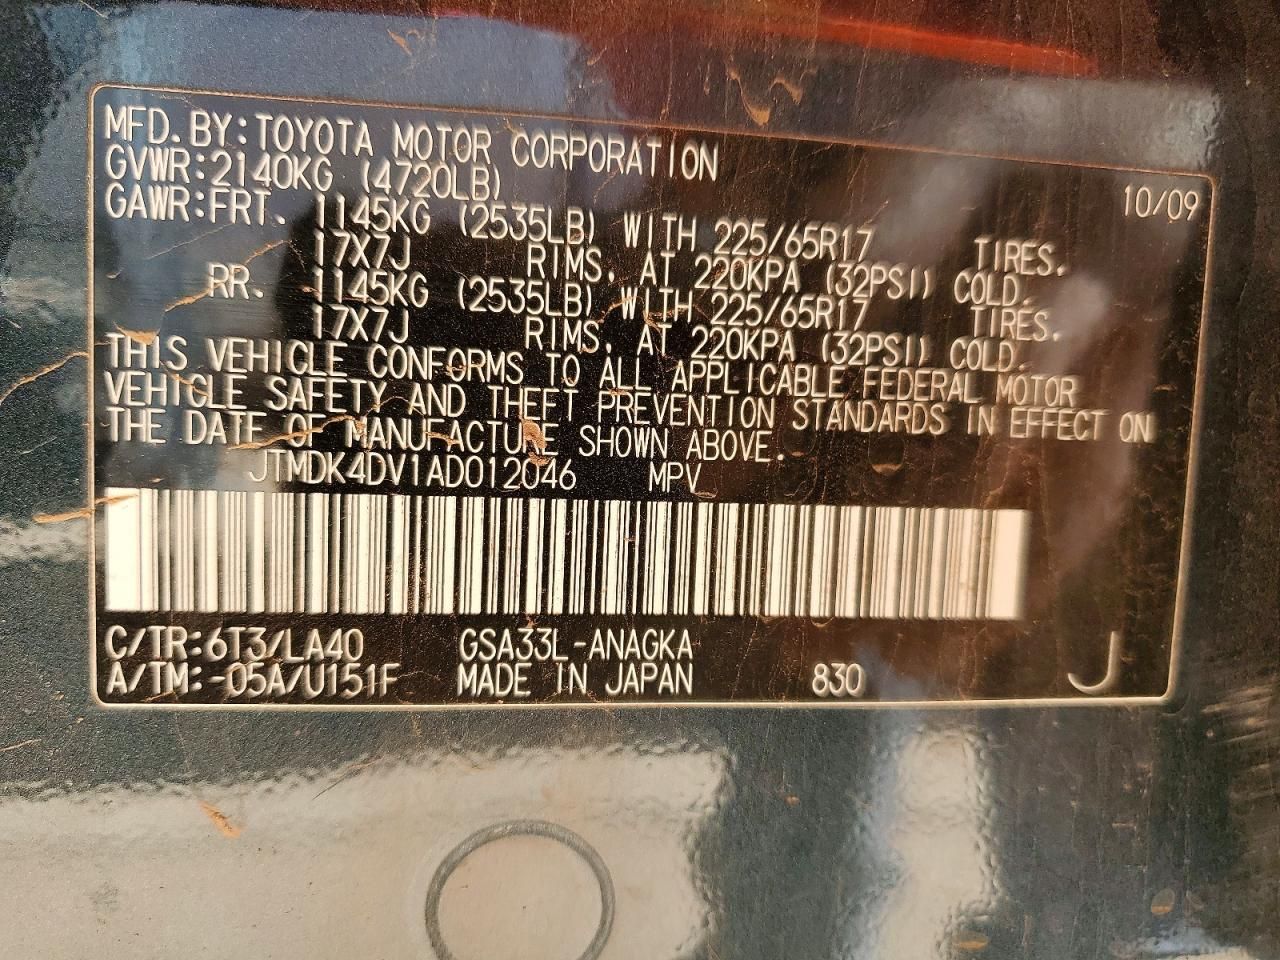 MFD. BY: TOYOTA MOTOR CORPORATION 10/09
GVWR: 2140KG (4720LB)
GAWR: FRT. 1145KG (2535LB) WITH 225/65R17 TIRES.
17X7J RIMS, AT 220KPA (32PSI) COLD.
RR. 1145KG (2535LB) WITH 225/65R17 TIRES.
17X7J RIMS, AT 220KPA (32PSI) COLD.
THIS VEHICLE CONFORMS TO ALL APPLICABLE FEDERAL MOTOR
VEHICLE SAFETY AND THEFT PREVENTION STANDARDS IN EFFECT ON
THE DATE OF MANUFACTURE SHOWN ABOVE.
JTMDK4DV1AD012046 MPV
C/TR: 6T3/LA40 GSA33L-ANAGKA
A/TM: -05A/U151F MADE IN JAPAN 830 J